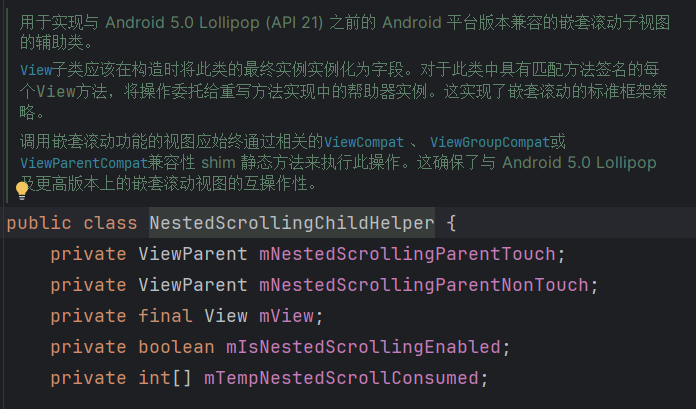 用于实现与 Android 5.0 Lollipop (API 21) 之前的 Android 平台版本兼容的嵌套滚动子视图
的辅助类。
View子类应该在构造时将此类的最终实例实例化为字段。对于此类中具有匹配方法签名的每
个View方法，将操作委托给重写方法实现中的帮助器实例。这实现了嵌套滚动的标准框架策
略。
调用嵌套滚动功能的视图应始终通过相关的ViewCompat 、 ViewGroupCompat或
ViewParentCompat兼容性 shim 静态方法来执行此操作。这确保了与 Android 5.0 Lollipop
及更高版本上的嵌套滚动视图的互操作性。
public class NestedScrollingChildHelper {
private ViewParent mNestedScrollingParentTouch;
private ViewParent mNestedScrollingParentNonTouch;
private final View mView;
private boolean mIsNestedScrollingEnabled;
private int[] mTempNestedScrollConsumed;